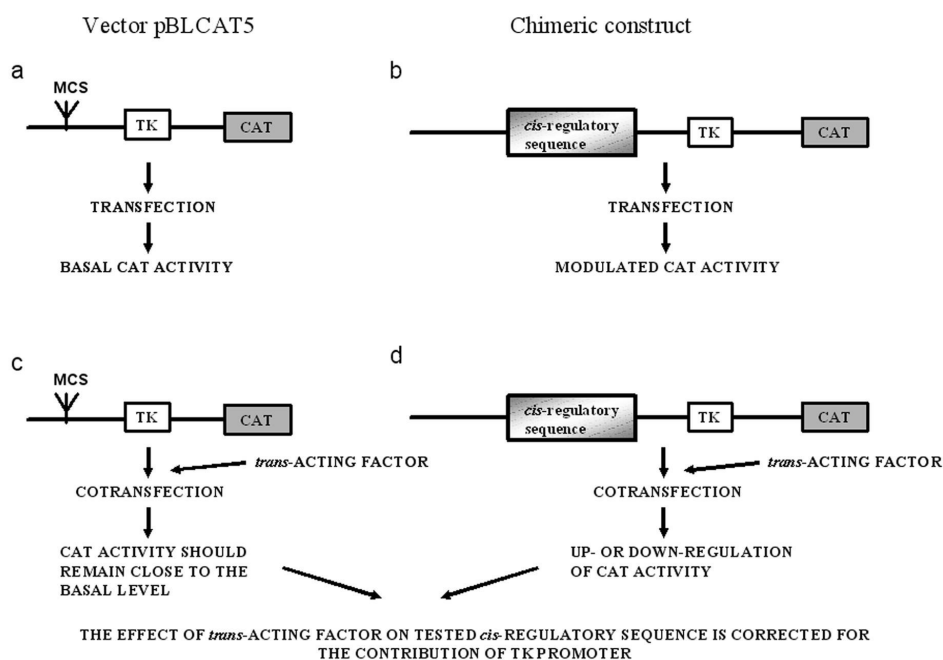 Vector pBLCAT5
Chimeric construct
a
MCS
TK
CAT
TRANSFECTION
BASAL CAT ACTIVITY
b
cis-regulatory
sequence
TK
CAT
TRANSFECTION
MODULATED CAT ACTIVITY
c
MCS
TK
CAT
trans-ACTING FACTOR
COTRANSFECTION
CAT ACTIVITY SHOULD
REMAIN CLOSE TO THE
BASAL LEVEL
d
cis-regulatory
sequence
TK
CAT
trans-ACTING FACTOR
COTRANSFECTION
UP- OR DOWN-REGULATION
OF CAT ACTIVITY
THE EFFECT OF trans-ACTING FACTOR ON TESTED cis-REGULATORY SEQUENCE IS CORRECTED FOR
THE CONTRIBUTION OF TK PROMOTER